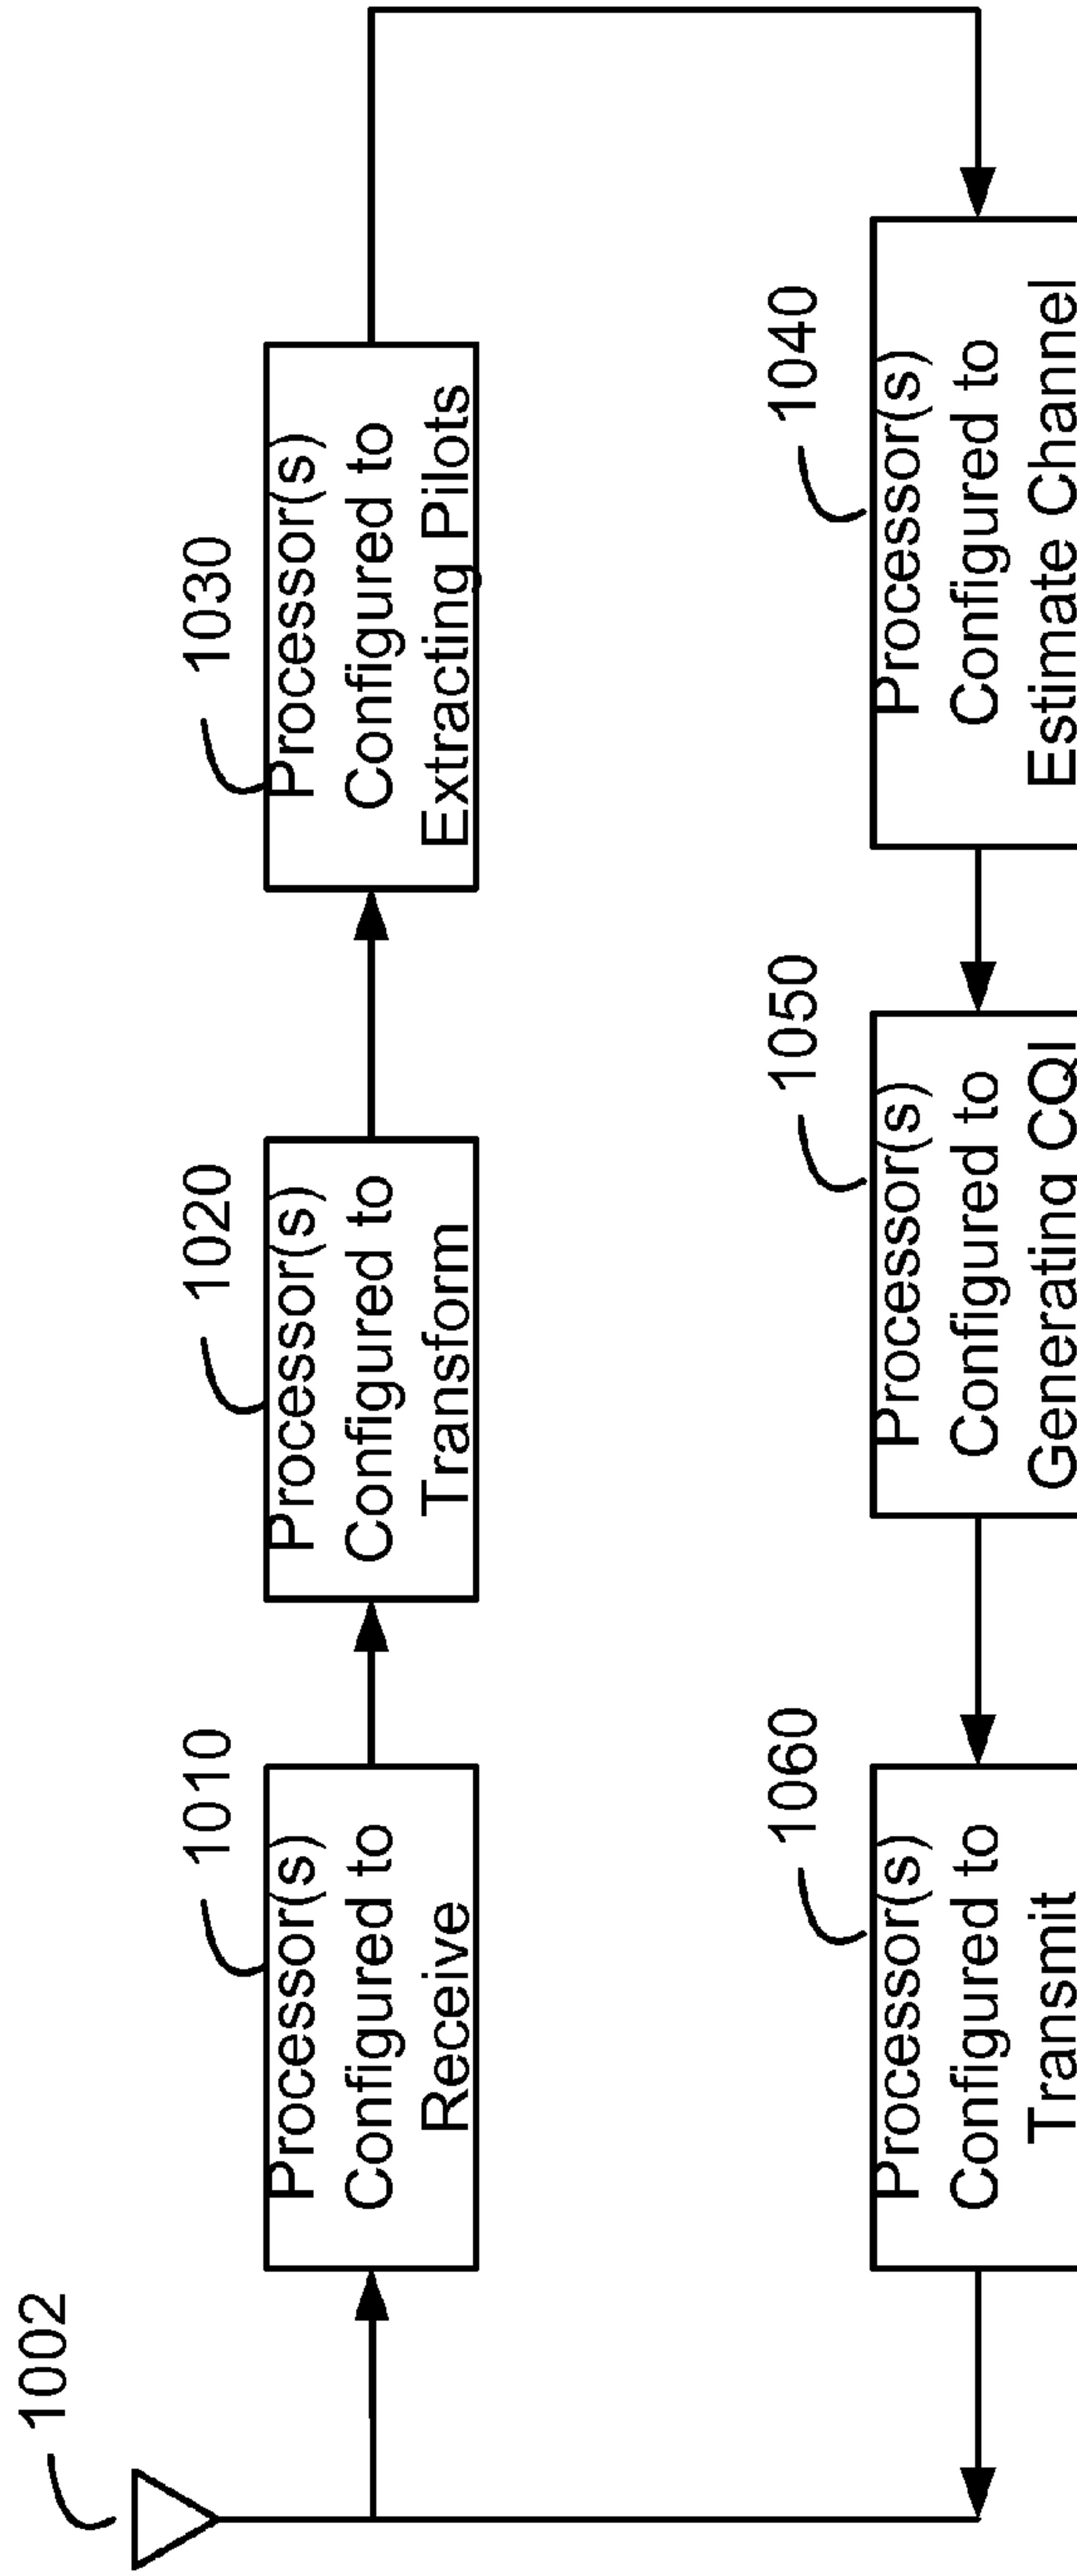 1002
1010
Processor(s)
Configured to
Receive
1020
Processor(s)
Configured to
Transform
1030
Processor(s)
Configured to
Extracting Pilots
1060
Processor(s)
Configured to
Transmit
1050
Processor(s)
Configured to
Generating CQI
1040
Processor(s)
Configured to
Estimate Channel